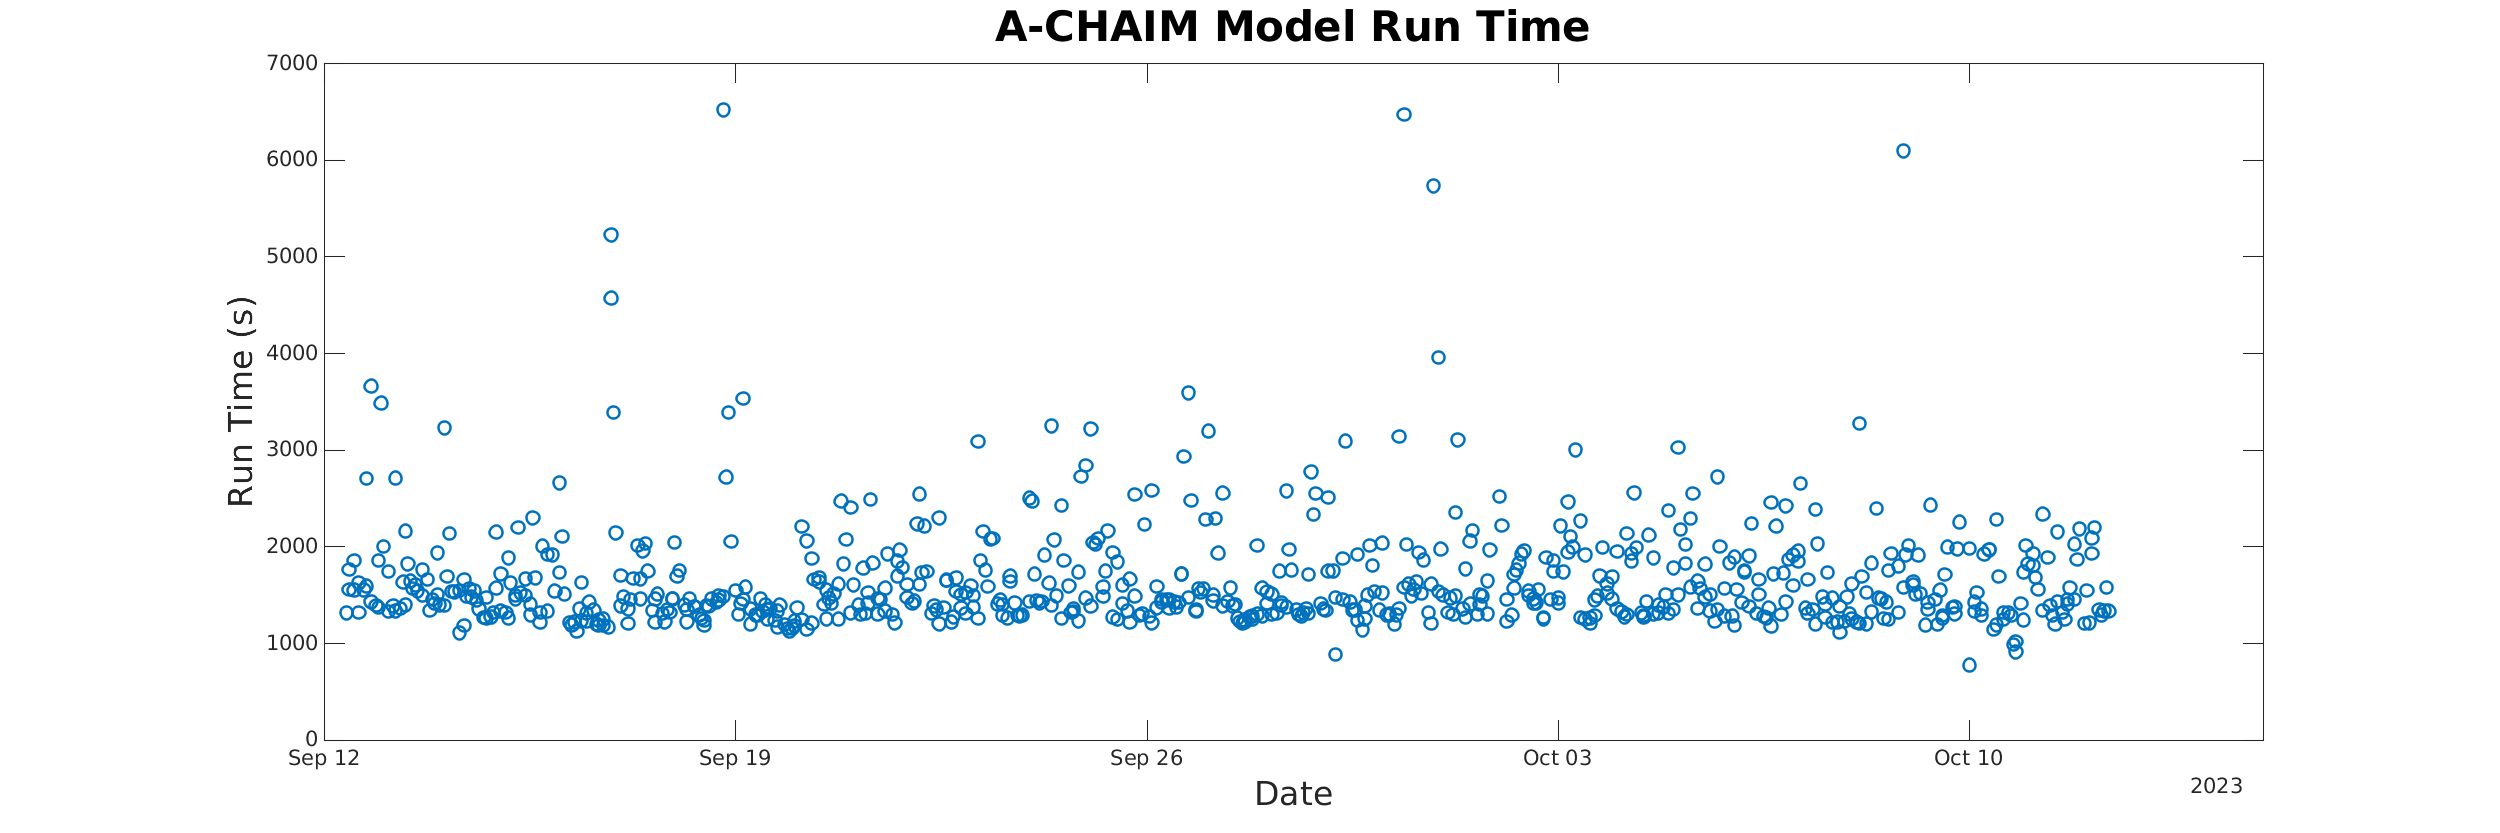 A-CHAIM Model Run Time
7000
6000
5000
4000
3000
2000
1000
0
Run Time (s)
Sep 12 Sep 19 Sep 26 Oct 03 Oct 10
2023
Date